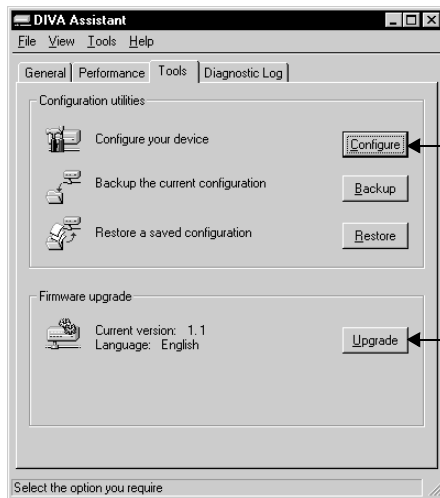 DIVA Assistant
File View Tools Help
General Performance Tools Diagnostic Log
Configuration utilities
Configure your device Configure
Backup the current configuration Backup
Restore a saved configuration Restore
Firmware upgrade
Current version: 1.1
Language: English
Upgrade
Select the option you require